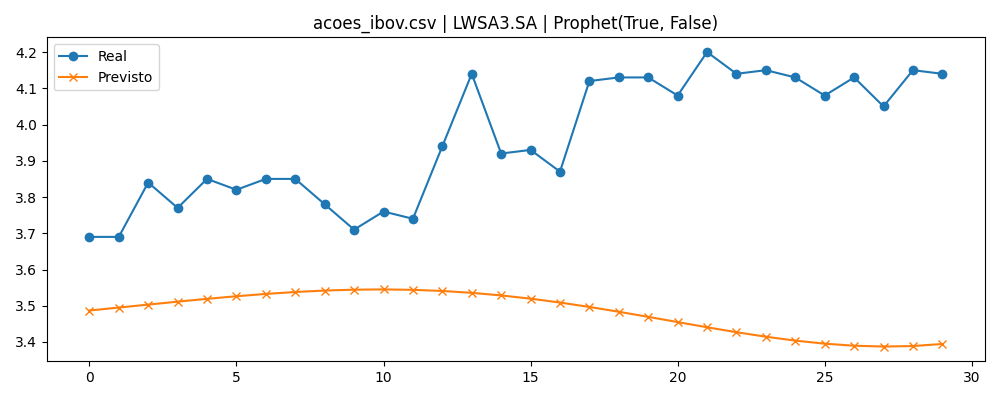 acoes_ibov.csv | LWSA3.SA | Prophet(True, False)
Real
Previsto
4.2
4.1
4.0
3.9
3.8
3.7
3.6
3.5
3.4
0 5 10 15 20 25 30